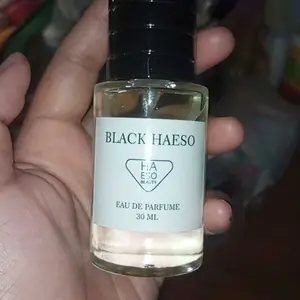 BLACK HAESO
HA
ESO
BEAUTY
EAU DE PARFUME
30 ML